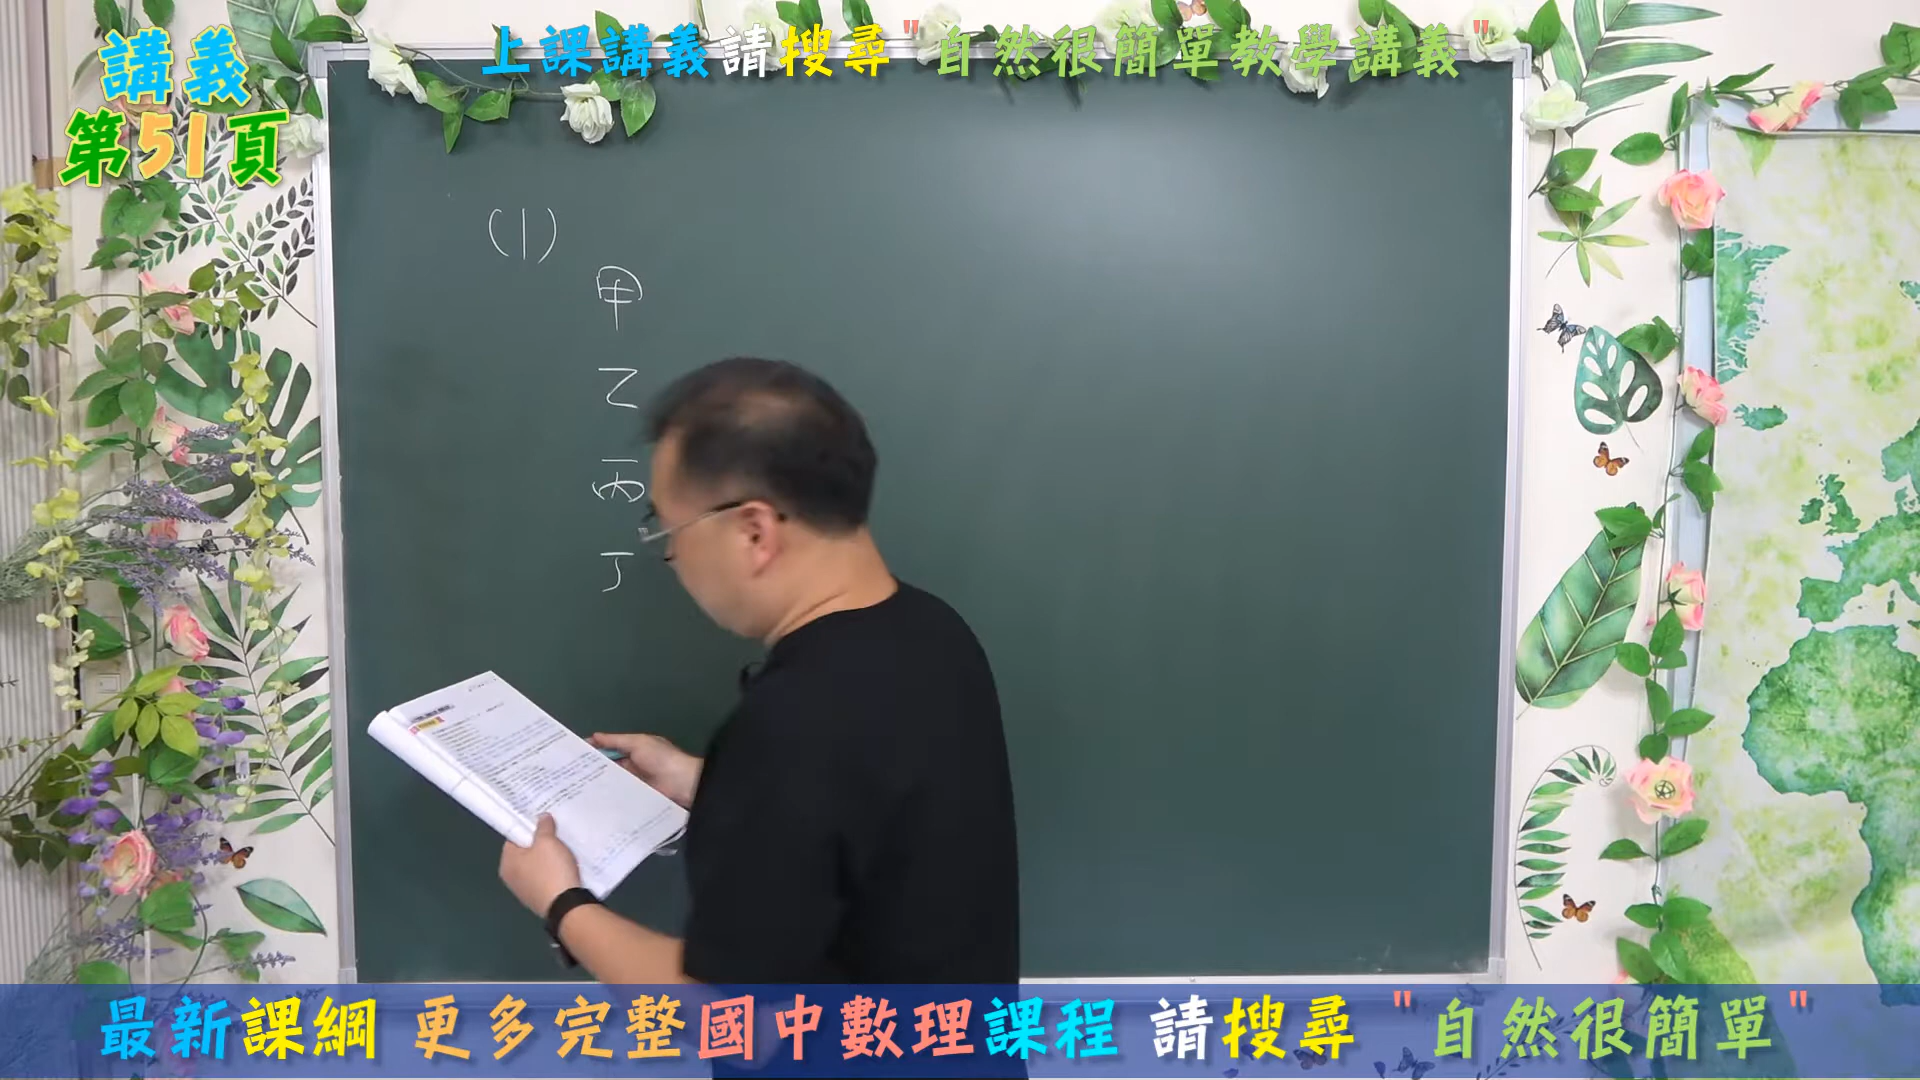 講義
第51頁
上課講義請搜尋"自然很簡單教學講義"
(1)
甲
乙
丙
丁
最新課綱 更多完整國中數理課程 請搜尋 "自然很簡單"